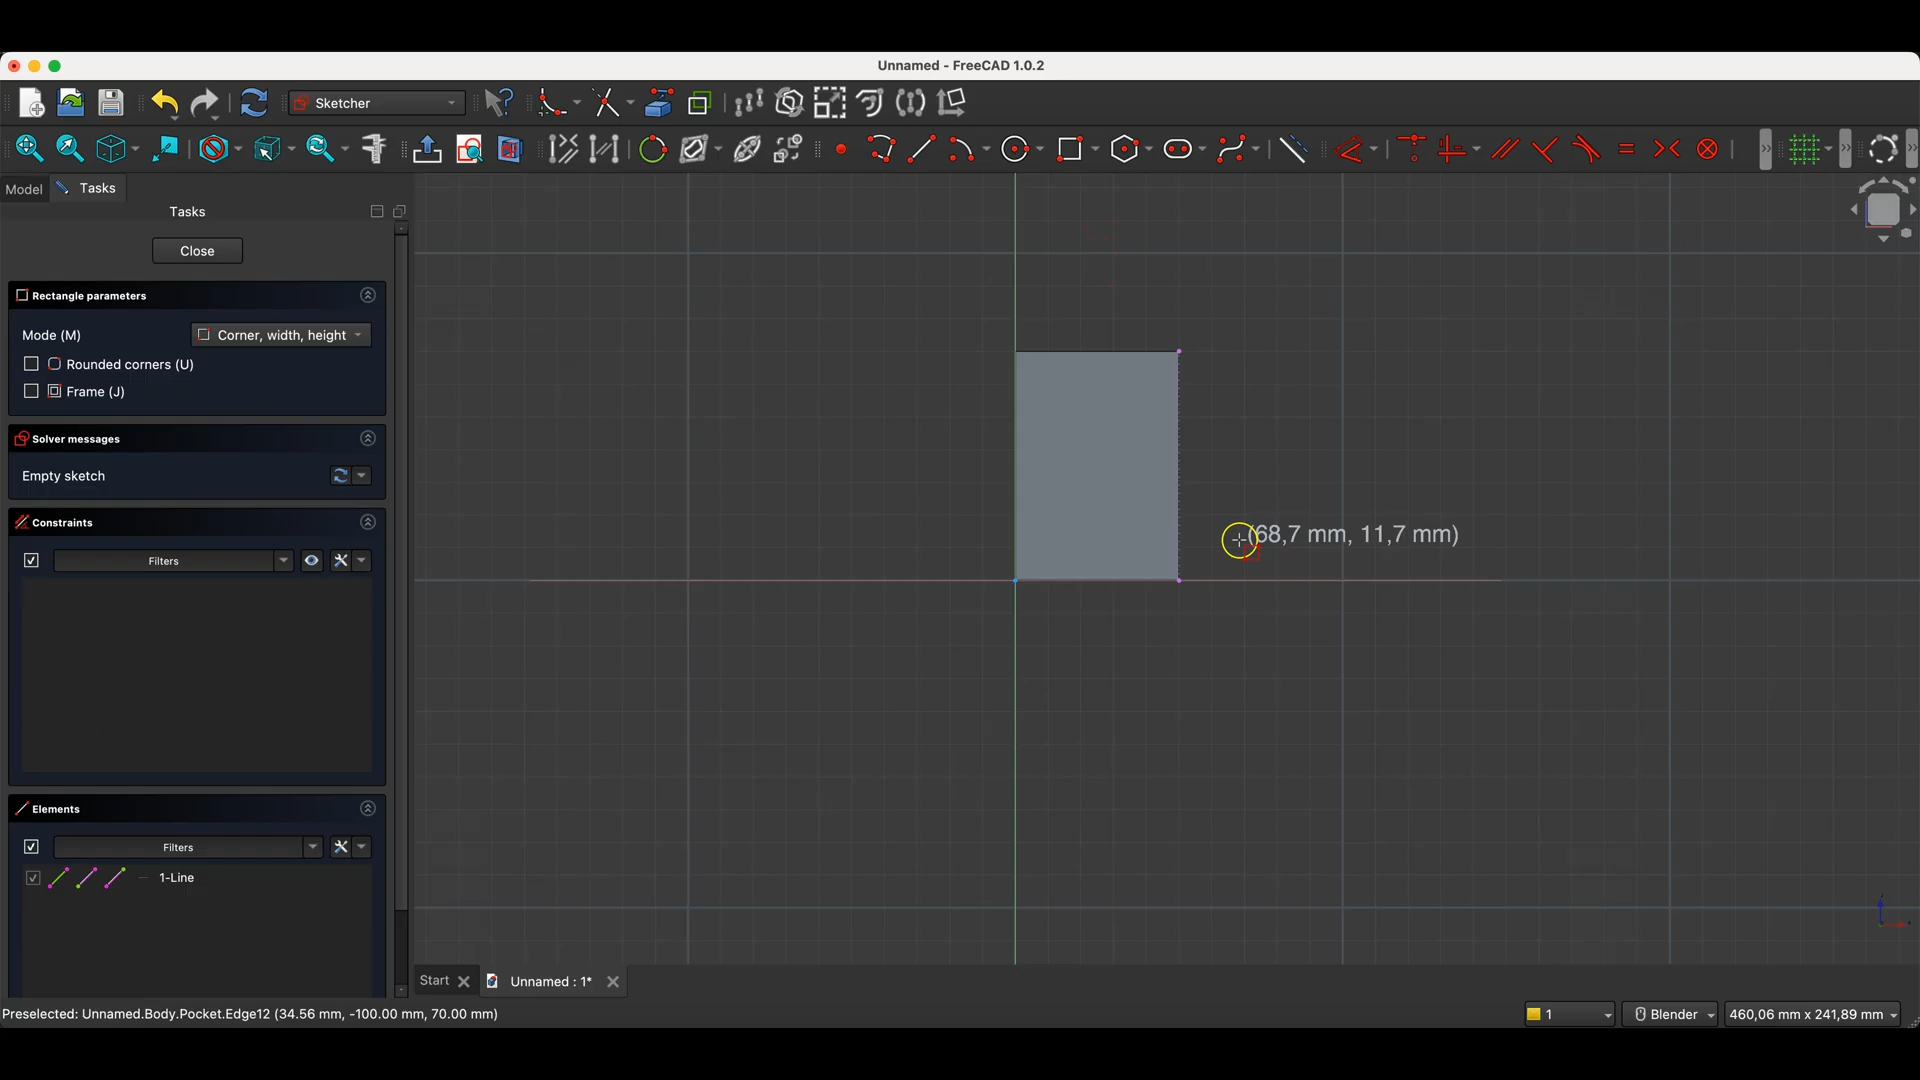 Unnamed - FreeCAD 1.0.2
Sketcher
Model
Tasks
Tasks
Close
Rectangle parameters
Mode (M)
Corner, width, height
Rounded corners (U)
Frame (J)
Solver messages
Empty sketch
Constraints
Filters
Elements
Filters
1-Line
(68,7 mm, 11,7 mm)
Start
Unnamed : 1*
Preselected: Unnamed.Body.Pocket.Edge12 (34.56 mm, -100.00 mm, 70.00 mm)
1
Blender
460,06 mm x 241,89 mm